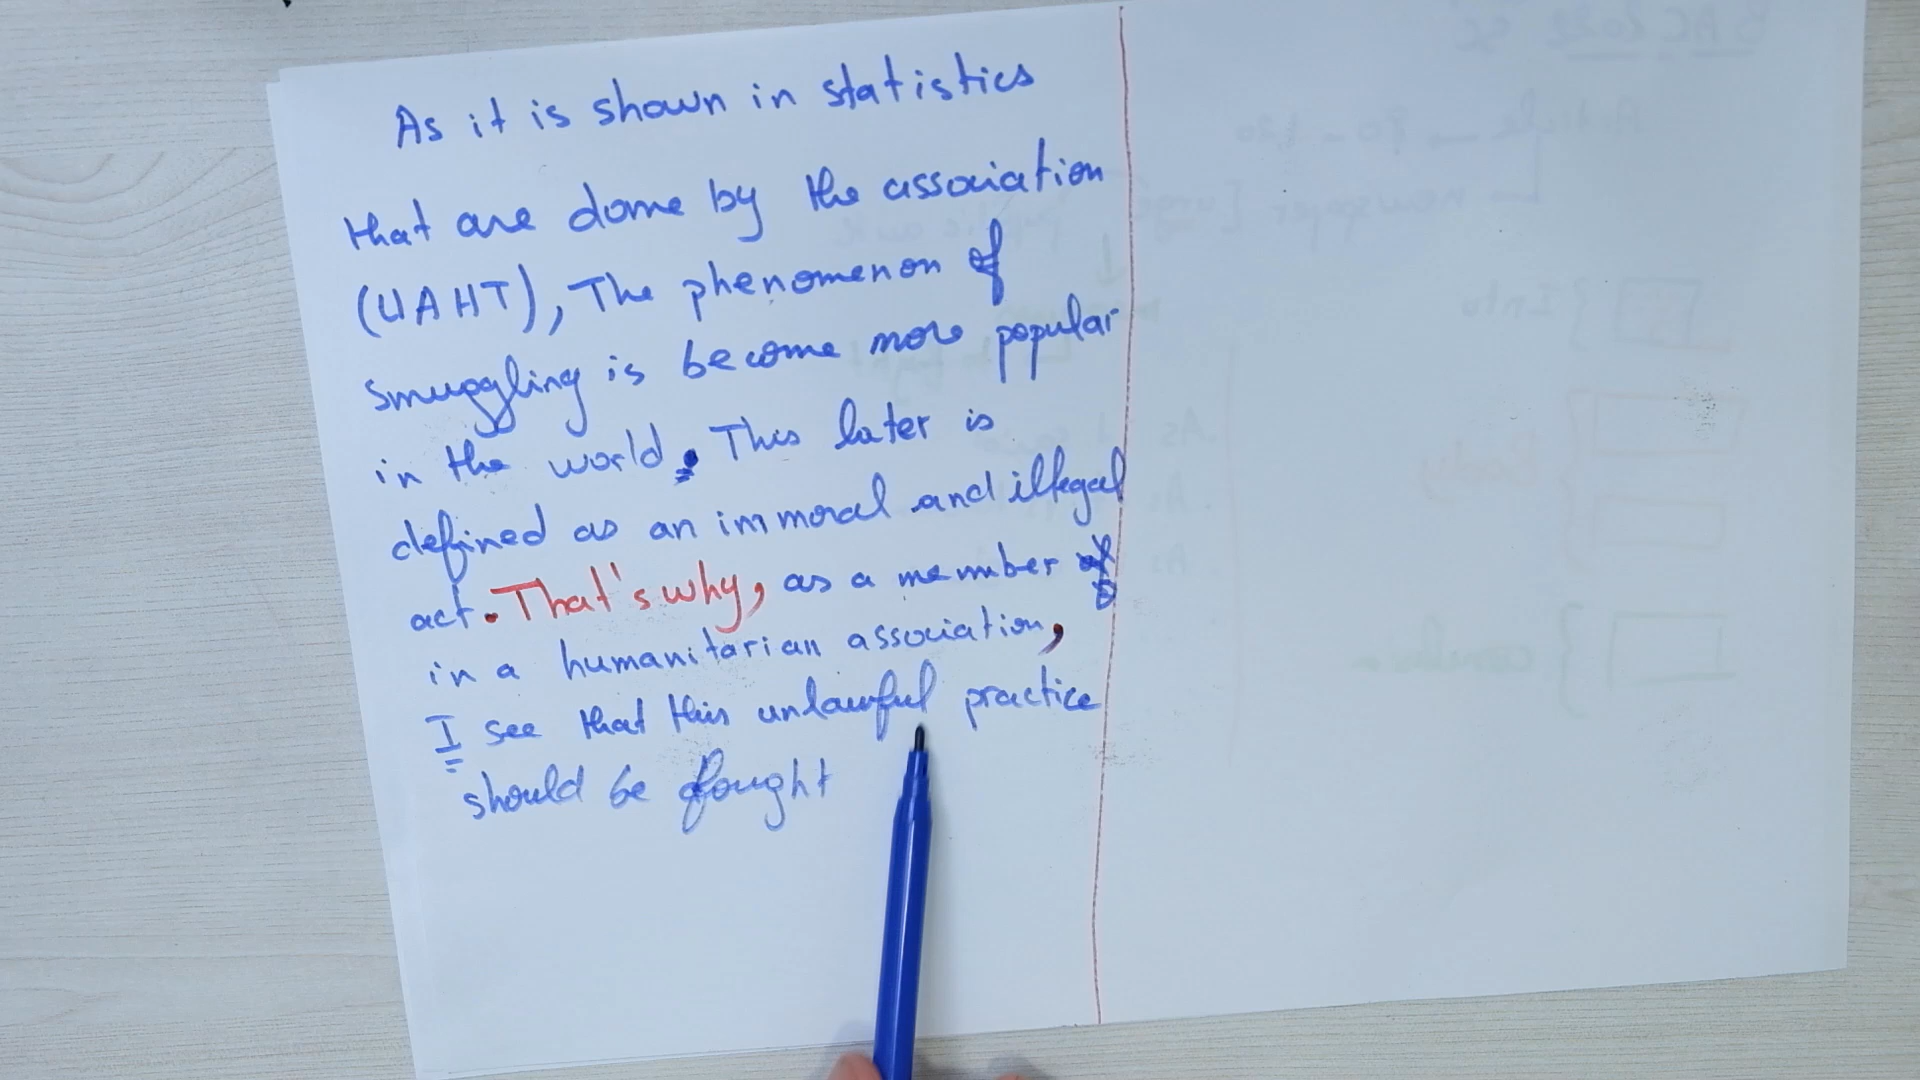 As it is shown in statistics
that are done by the association
(UAHT), The phenomenon of
smuggling is become more popular
in the world. This later is
defined as an immoral and illegal
act. That's why, as a member
in a humanitarian association,
I see that this unlawful practice
should be fought